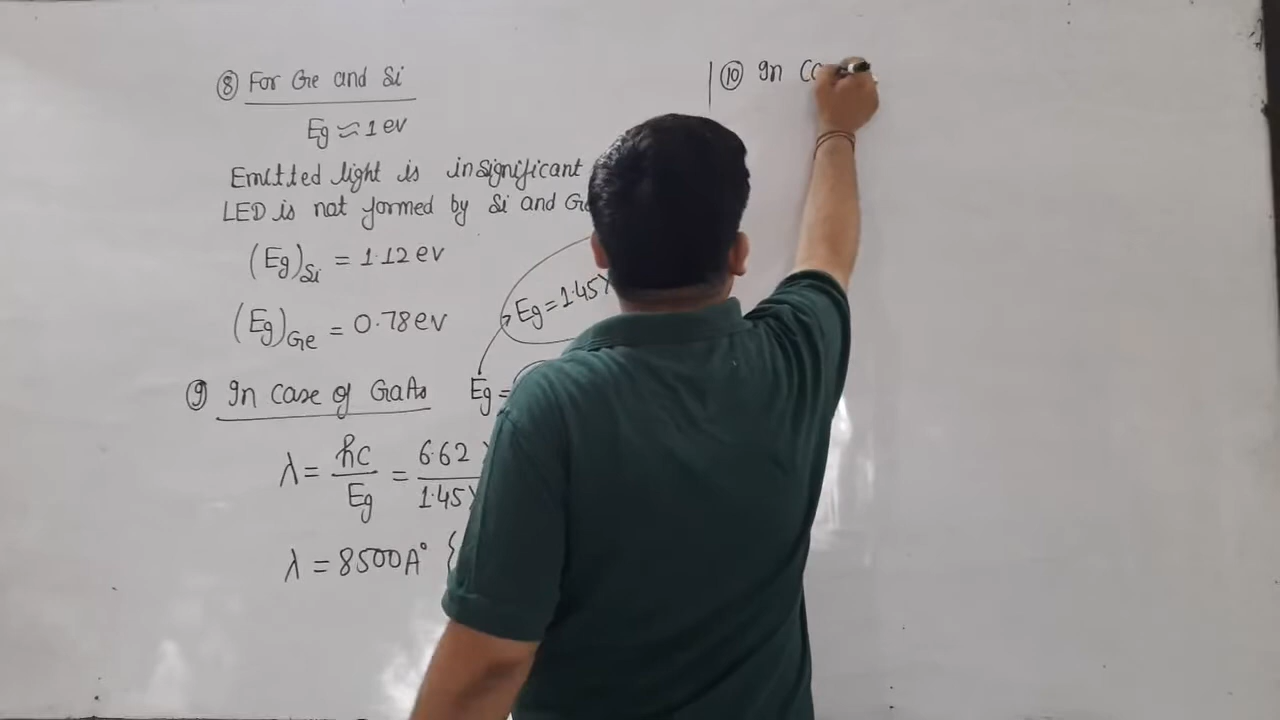 ⑧ For Ge and Si
Eg ≈ 1 ev
Emitted light is insignificant
LED is not formed by Si and Ge
(Eg)Si = 1.12 ev
Eg = 1.45X
(Eg)Ge = 0.78 ev
⑨ In case of GaAs Eg =
λ = hc/Eg = 6.62 X/1.45X
λ = 8500A° {
⑩ In